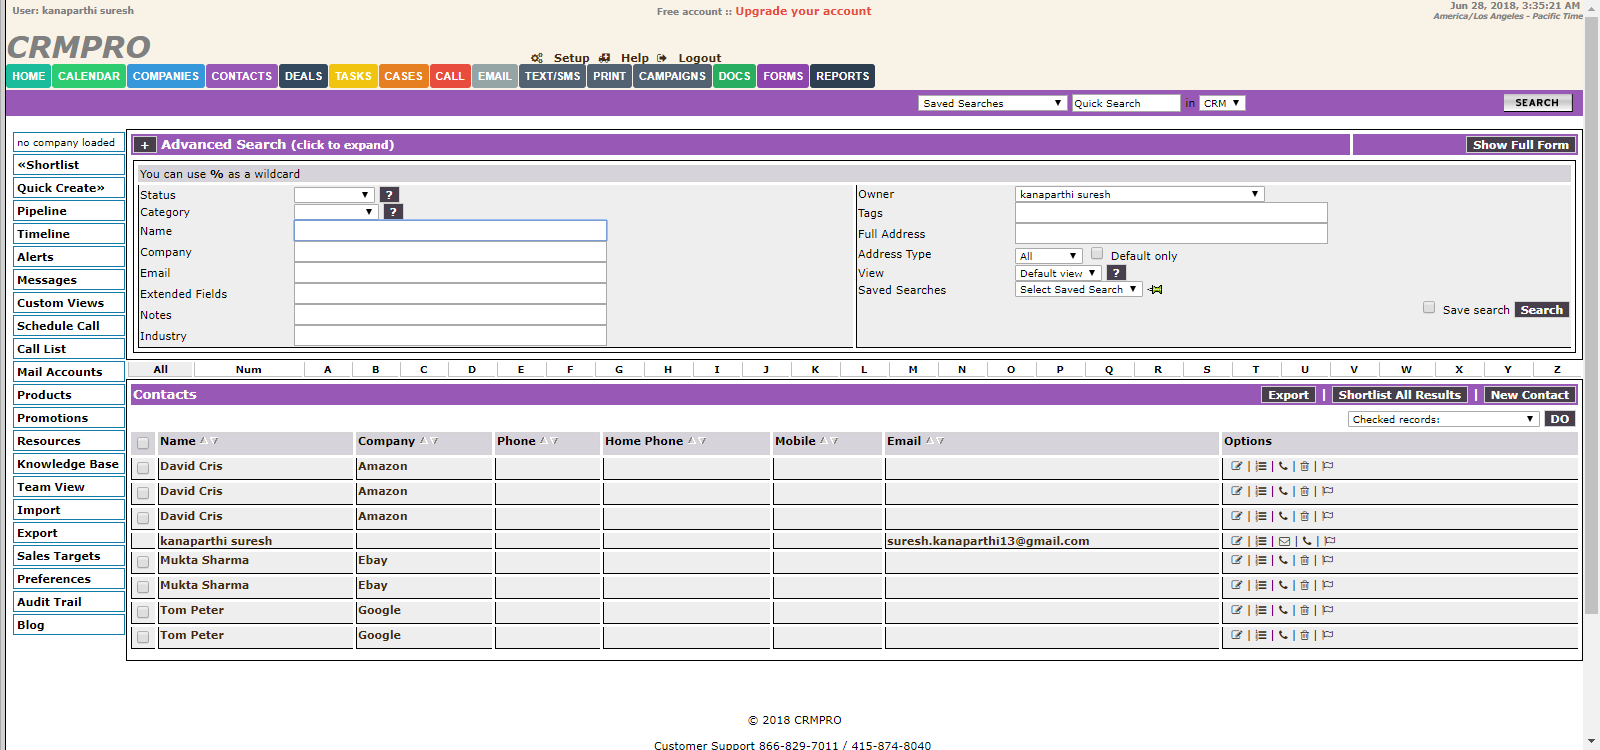 User: kanaparthi suresh
Free account :: Upgrade your account
Jun 28, 2018, 3:35:21 AM
America/Los Angeles - Pacific Time
CRMPRO
Setup Help Logout
HOME CALENDAR COMPANIES CONTACTS DEALS TASKS CASES CALL EMAIL TEXT/SMS PRINT CAMPAIGNS DOCS FORMS REPORTS
Saved Searches Quick Search in CRM SEARCH
no company loaded
«Shortlist
Quick Create»
Pipeline
Timeline
Alerts
Messages
Custom Views
Schedule Call
Call List
Mail Accounts
Products
Promotions
Resources
Knowledge Base
Team View
Import
Export
Sales Targets
Preferences
Audit Trail
Blog
+ Advanced Search (click to expand) Show Full Form
You can use % as a wildcard
Status ?
Category ?
Name
Company
Email
Extended Fields
Notes
Industry
Owner kanaparthi suresh
Tags
Full Address
Address Type All Default only
View Default view ?
Saved Searches Select Saved Search
Save search Search
All Num A B C D E F G H I J K L M N O P Q R S T U V W X Y Z
Contacts Export | Shortlist All Results | New Contact
Checked records: DO
Name Company Phone Home Phone Mobile Email Options
David Cris Amazon
David Cris Amazon
David Cris Amazon
kanaparthi suresh suresh.kanaparthi13@gmail.com
Mukta Sharma Ebay
Mukta Sharma Ebay
Tom Peter Google
Tom Peter Google
© 2018 CRMPRO
Customer Support 866-829-7011 / 415-874-8040